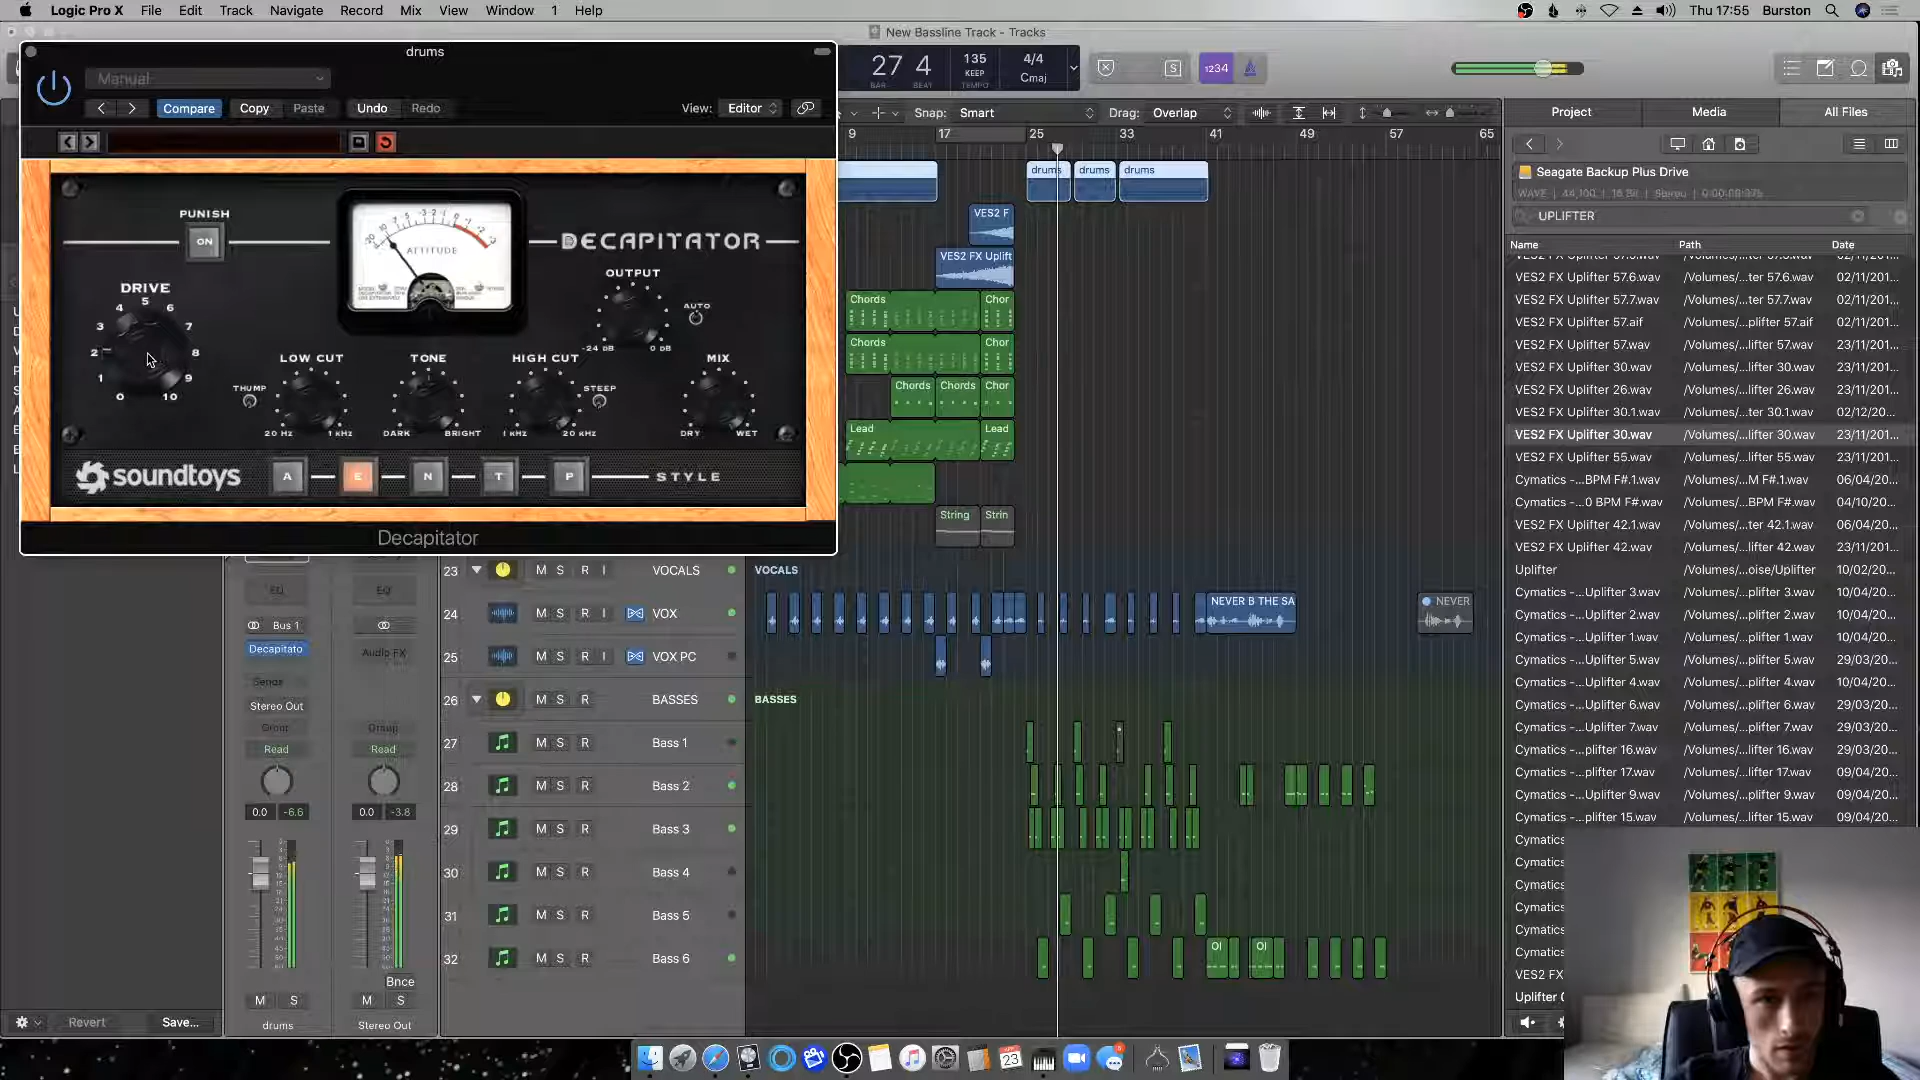 Logic Pro X File Edit Track Navigate Record Mix View Window 1 Help
Thu 17:55 Burston
New Bassline Track - Tracks
drums
Manual
Compare Copy Paste Undo Redo View: Editor
27 4
BAR BEAT
135
KEEP
TEMPO
4/4
Cmaj
S
1234
Snap: Smart Drag: Overlap
9 17 25 33 41 49 57 65
PUNISH
ON
ATTITUDE
DECAPITATOR
DRIVE
0 1 2 3 4 5 6 7 8 9 10
OUTPUT
-24 dB 0 dB
AUTO
THUMP
LOW CUT
20 Hz 1 kHz
TONE
DARK BRIGHT
HIGH CUT
1 kHz 20 kHz
STEEP
MIX
DRY WET
soundtoys
A E N T P STYLE
Decapitator
drums drums drums
VES2 F
VES2 FX Uplift
Chords Chor
Chords Chor
Chords Chords Chor
Lead Lead
String Strin
23 M S R I VOCALS VOCALS
24 M S R I VOX NEVER B THE SA NEVER
25 M S R I VOX PC
26 M S R BASSES BASSES
27 M S R Bass 1
28 M S R Bass 2
29 M S R Bass 3
30 M S R Bass 4
31 M S R Bass 5
32 M S R Bass 6 OI OI
EQ EQ
Bus 1
Decapitato Audio FX
Sends
Stereo Out
Group Group
Read Read
0.0 -6.6 0.0 -3.8
Bnce
M S M S
drums Stereo Out
Revert Save...
Project Media All Files
Seagate Backup Plus Drive
WAVE 44,100 16 Bit Stereo
UPLIFTER
Name Path Date
VES2 FX Uplifter 57.6.wav /Volumes/...ter 57.6.wav 02/11/201...
VES2 FX Uplifter 57.7.wav /Volumes/...ter 57.7.wav 02/11/201...
VES2 FX Uplifter 57.aif /Volumes/...plifter 57.aif 02/11/201...
VES2 FX Uplifter 57.wav /Volumes/...lifter 57.wav 23/11/201...
VES2 FX Uplifter 30.wav /Volumes/...lifter 30.wav 23/11/201...
VES2 FX Uplifter 26.wav /Volumes/...lifter 26.wav 23/11/201...
VES2 FX Uplifter 30.1.wav /Volumes/...ter 30.1.wav 02/12/20...
VES2 FX Uplifter 30.wav /Volumes/...lifter 30.wav 23/11/201...
VES2 FX Uplifter 55.wav /Volumes/...lifter 55.wav 23/11/201...
Cymatics -...BPM F#.1.wav /Volumes/...M F#.1.wav 06/04/20...
Cymatics -...0 BPM F#.wav /Volumes/...BPM F#.wav 04/10/20...
VES2 FX Uplifter 42.1.wav /Volumes/...ter 42.1.wav 06/04/20...
VES2 FX Uplifter 42.wav /Volumes/...lifter 42.wav 23/11/201...
Uplifter /Volumes/...oise/Uplifter 10/02/20...
Cymatics -...Uplifter 3.wav /Volumes/...plifter 3.wav 10/04/20...
Cymatics -...Uplifter 2.wav /Volumes/...plifter 2.wav 10/04/20...
Cymatics -...Uplifter 1.wav /Volumes/...plifter 1.wav 10/04/20...
Cymatics -...Uplifter 5.wav /Volumes/...plifter 5.wav 29/03/20...
Cymatics -...Uplifter 4.wav /Volumes/...plifter 4.wav 10/04/20...
Cymatics -...Uplifter 6.wav /Volumes/...plifter 6.wav 29/03/20...
Cymatics -...Uplifter 7.wav /Volumes/...plifter 7.wav 29/03/20...
Cymatics -...plifter 16.wav /Volumes/...lifter 16.wav 29/03/20...
Cymatics -...plifter 17.wav /Volumes/...lifter 17.wav 09/04/20...
Cymatics -...Uplifter 9.wav /Volumes/...plifter 9.wav 09/04/20...
Cymatics -...plifter 15.wav /Volumes/...lifter 15.wav 09/04/20...
Cymatics
Cymatics
Cymatics
Cymatics
Cymatics
Cymatics
VES2 FX
Uplifter
23